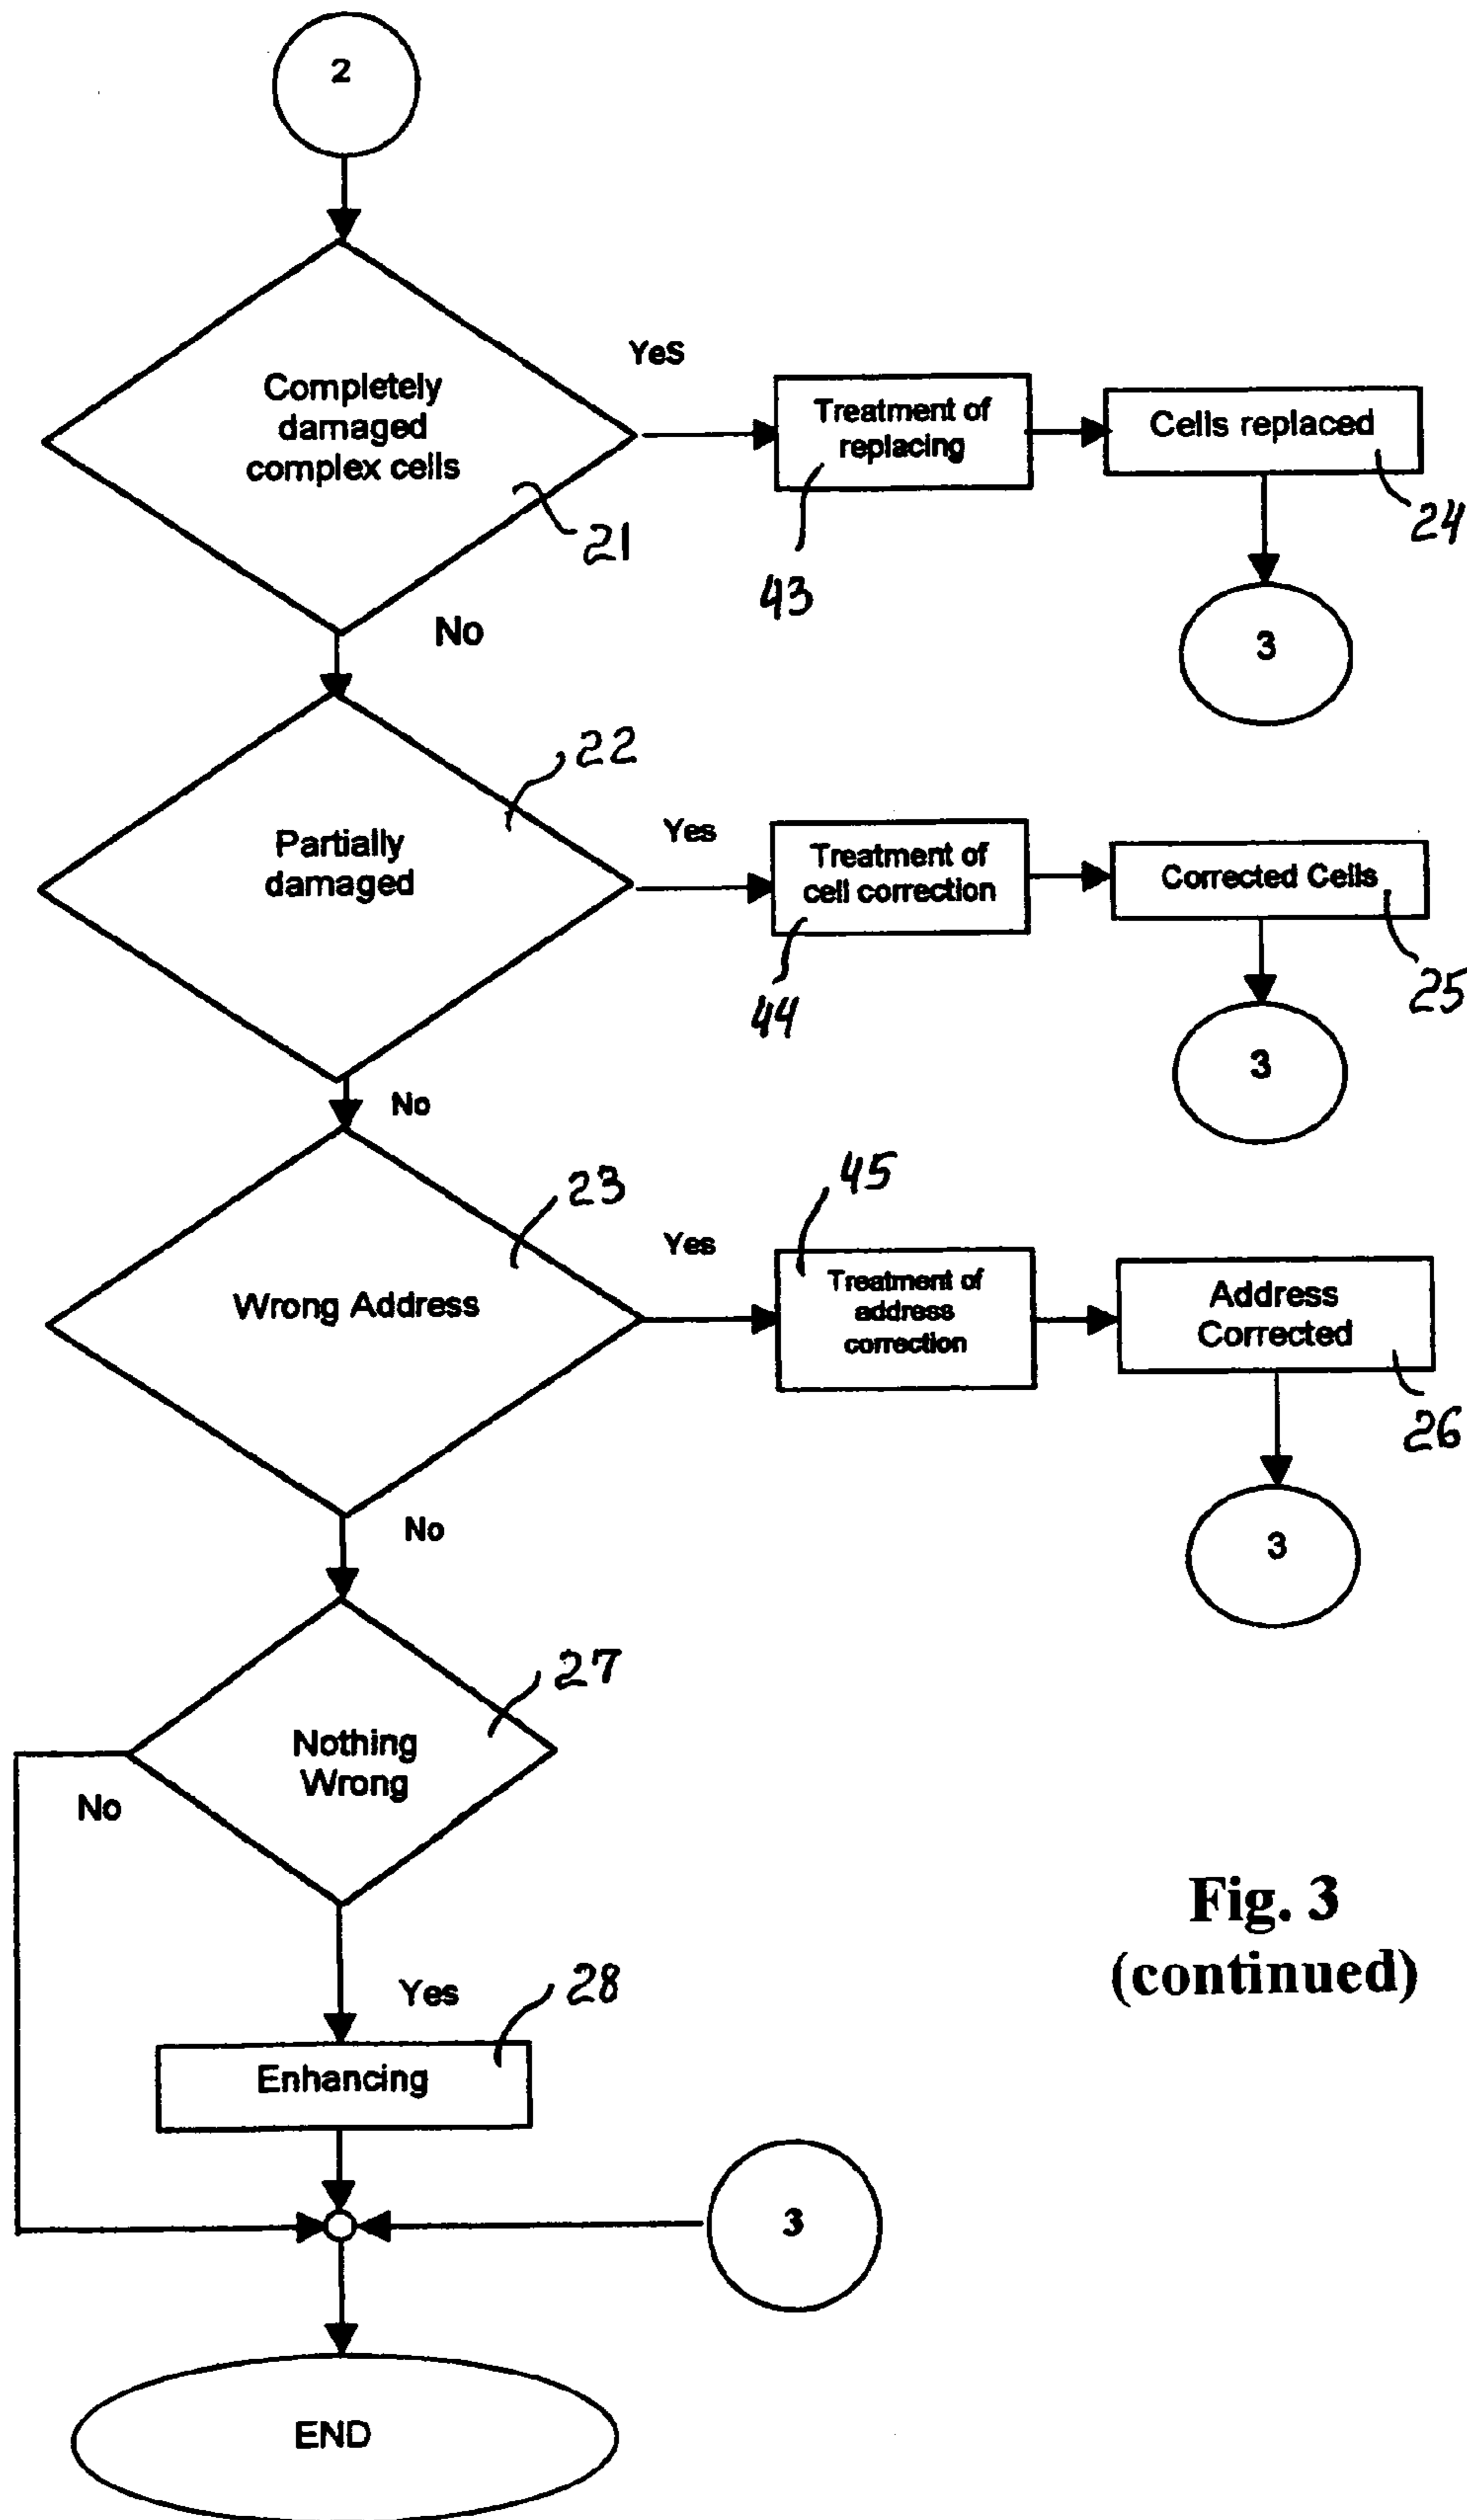 2
Completely
damaged
complex cells
21
YeS
Treatment of
replacing
43
Cells replaced
24
3
No
Partially
damaged
22
Yes
Treatment of
cell correction
44
Corrected Cells
25
3
No
Wrong Address
23
Yes
45
Treatment of
address
correction
Address
Corrected
26
3
No
Nothing
Wrong
27
No
Yes
28
Enhancing
3
END
Fig. 3
(continued)